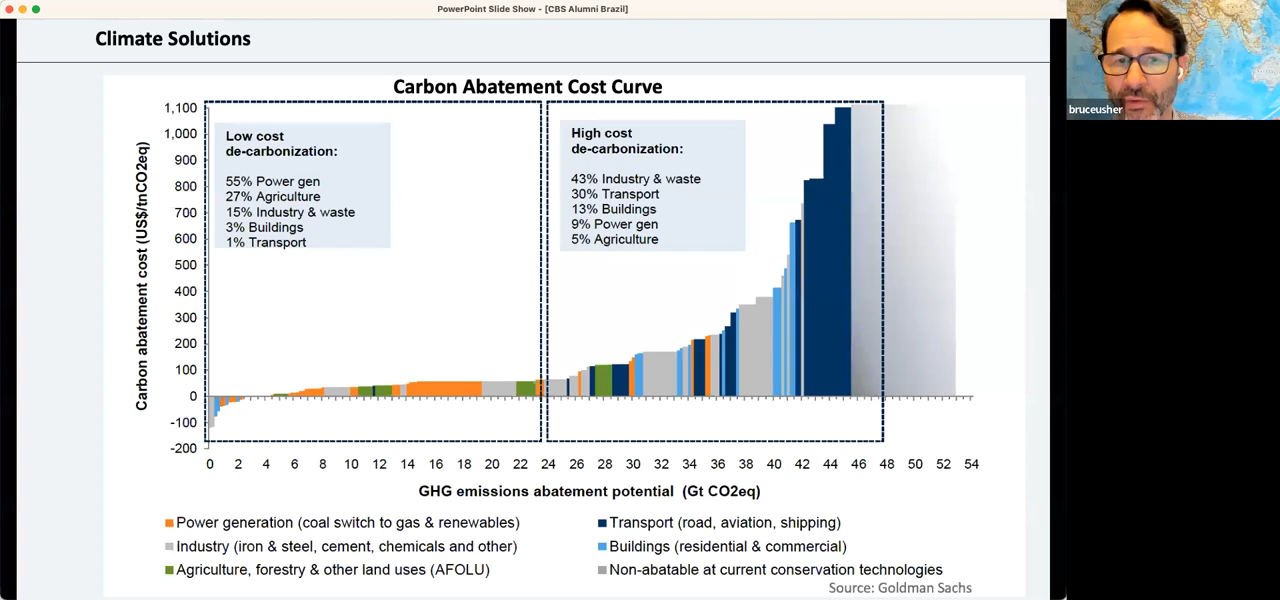 PowerPoint Slide Show - [CBS Alumni Brazil]
Climate Solutions
bruceusher
Carbon Abatement Cost Curve
Carbon abatement cost (US$/tnCO2eq)
1,100
1,000
900
800
700
600
500
400
300
200
100
0
-100
-200
Low cost
de-carbonization:
55% Power gen
27% Agriculture
15% Industry & waste
3% Buildings
1% Transport
High cost
de-carbonization:
43% Industry & waste
30% Transport
13% Buildings
9% Power gen
5% Agriculture
0 2 4 6 8 10 12 14 16 18 20 22 24 26 28 30 32 34 36 38 40 42 44 46 48 50 52 54
GHG emissions abatement potential (Gt CO2eq)
Power generation (coal switch to gas & renewables)
Transport (road, aviation, shipping)
Industry (iron & steel, cement, chemicals and other)
Buildings (residential & commercial)
Agriculture, forestry & other land uses (AFOLU)
Non-abatable at current conservation technologies
Source: Goldman Sachs